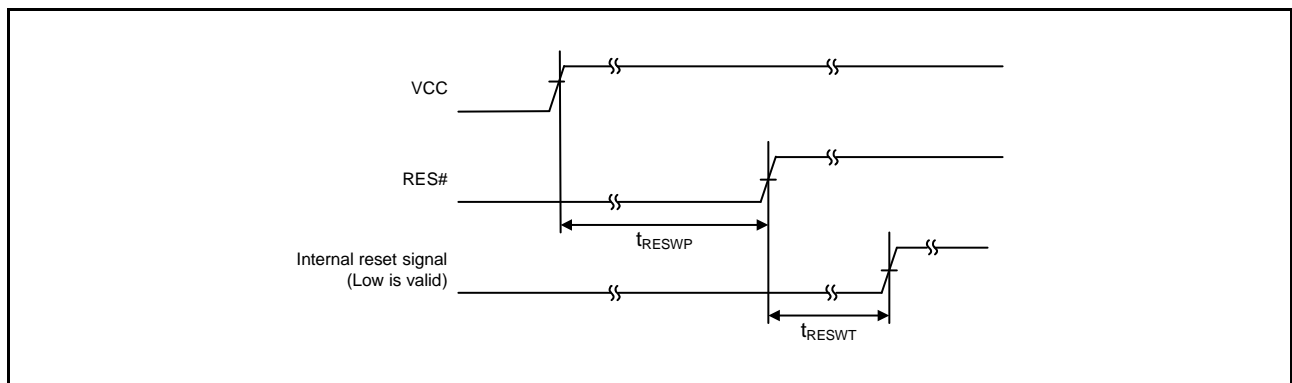 VCC
RES#
tRESWP
Internal reset signal
(Low is valid)
tRESWT